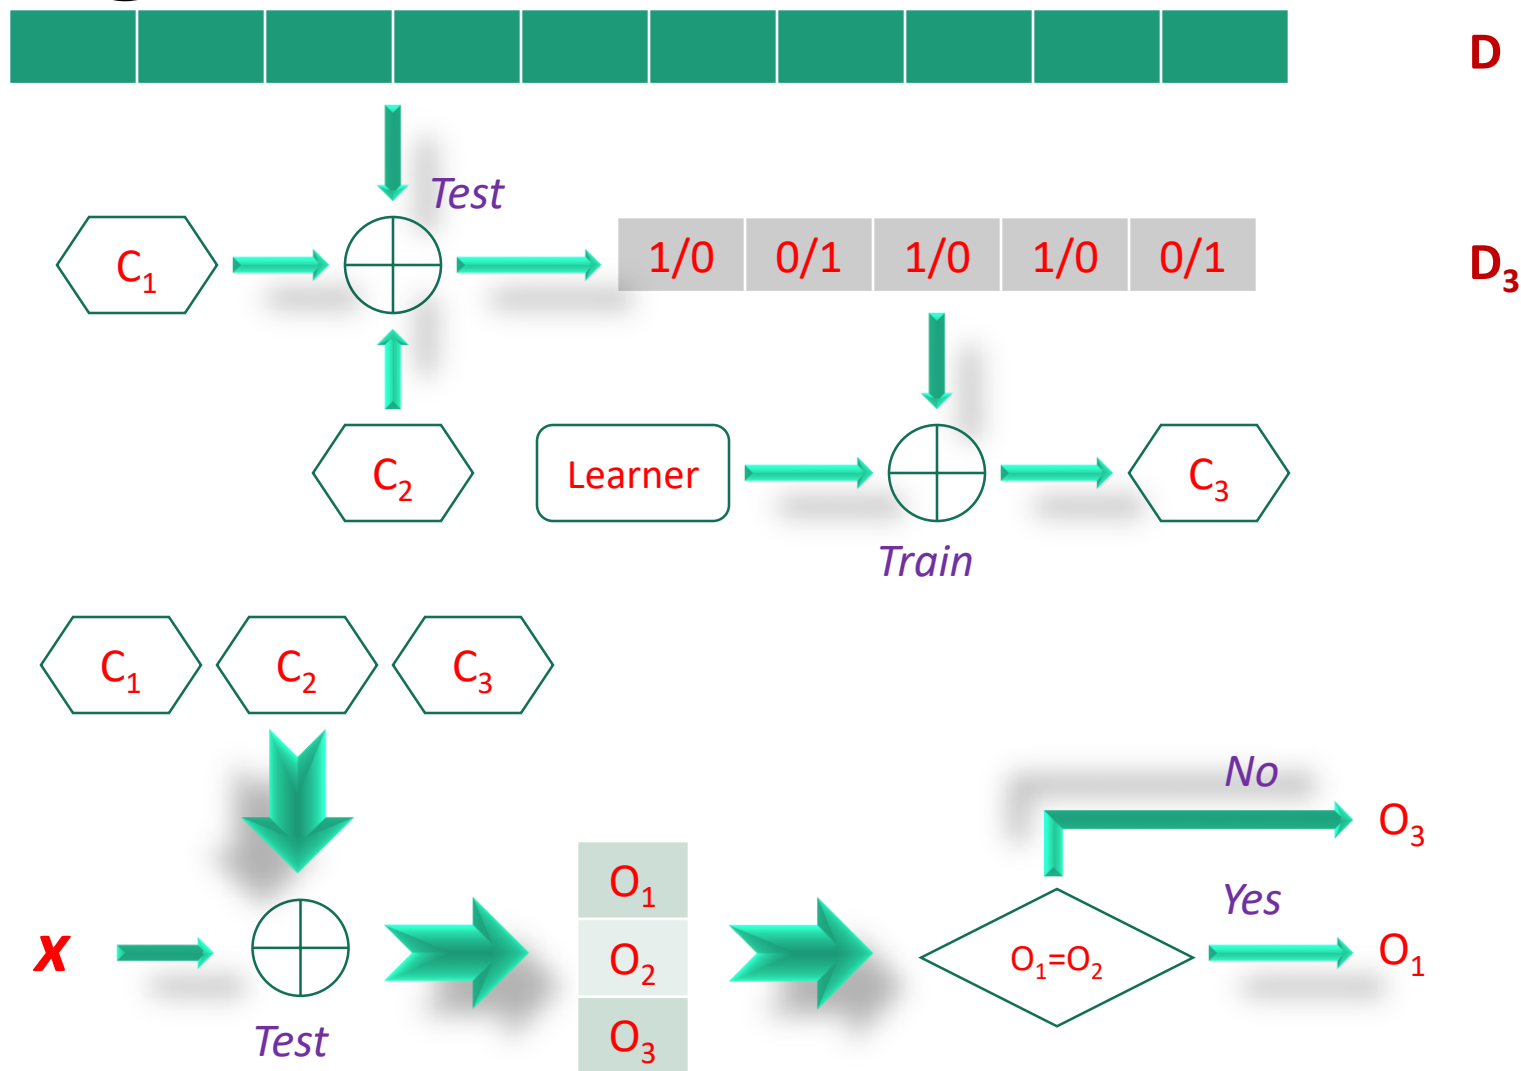 D
Test
C₁
1/0 0/1 1/0 1/0 0/1
D₃
C₂
Learner
C₃
Train
C₁ C₂ C₃
No
O₃
O₁
Yes
x
O₂
O₁=O₂
O₁
Test
O₃